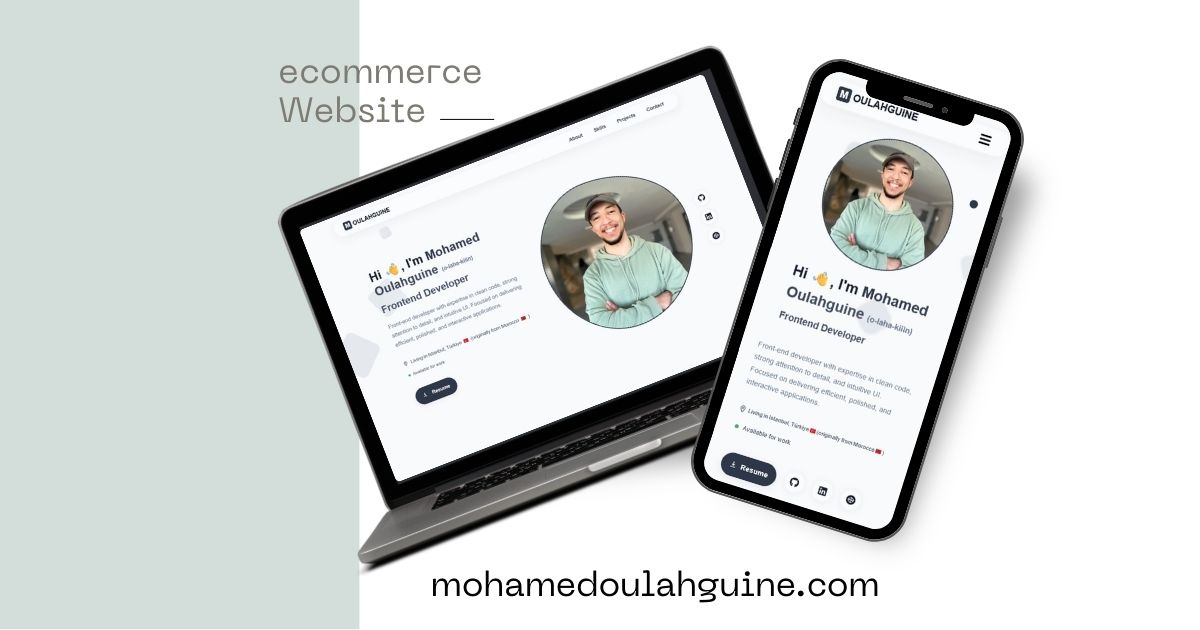 ecommerce
Website
About Skills Projects Contact
M OULAHGUINE
Hi 👋, I'm Mohamed
Oulahguine (o-laha-kiiin)
Frontend Developer
Front-end developer with expertise in clean code, strong
attention to detail, and intuitive UI. Focused on delivering
efficient, polished, and interactive applications.
Living in Istanbul, Türkiye 🇹🇷 (originally from Morocco 🇲🇦 )
Available for work
Resume
M OULAHGUINE
Hi 👋, I'm Mohamed
Oulahguine (o-laha-kiiin)
Frontend Developer
Front-end developer with expertise in clean code,
strong attention to detail, and intuitive UI.
Focused on delivering efficient, polished, and
interactive applications.
Living in Istanbul, Türkiye 🇹🇷 (originally from Morocco 🇲🇦 )
Available for work
Resume
in
mohamedoulahguine.com